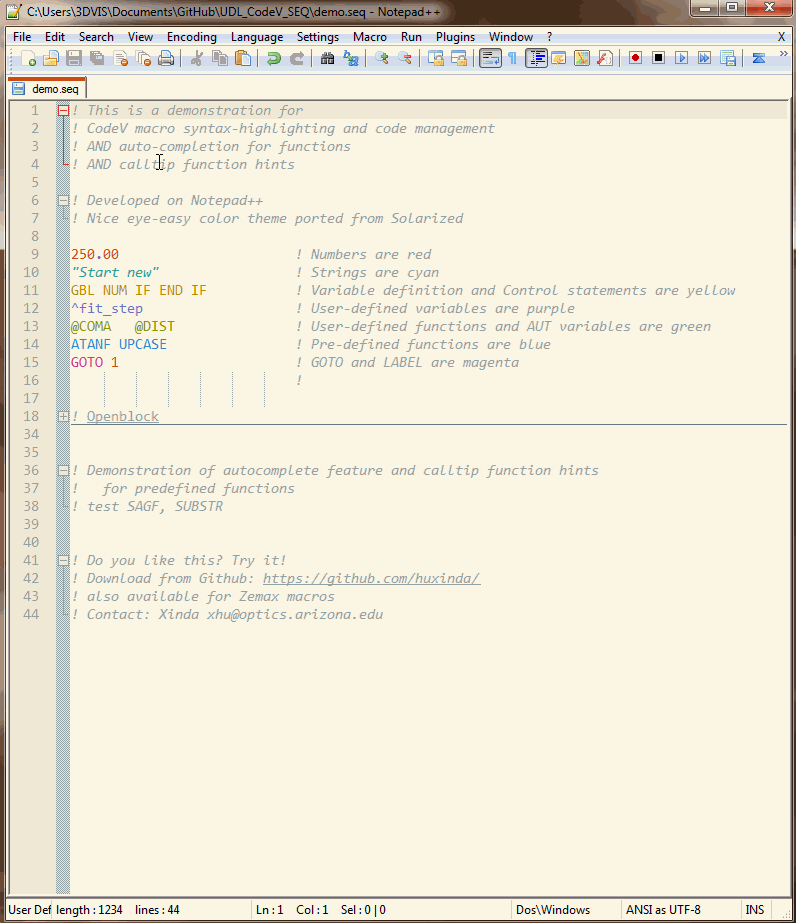 C:\Users\3DVIS\Documents\GitHub\UDL_CodeV_SEQ\demo.seq - Notepad++
File Edit Search View Encoding Language Settings Macro Run Plugins Window ? X
demo.seq
1 ! This is a demonstration for
2 ! CodeV macro syntax-highlighting and code management
3 ! AND auto-completion for functions
4 ! AND calltip function hints
5
6 ! Developed on Notepad++
7 ! Nice eye-easy color theme ported from Solarized
8
9 250.00 ! Numbers are red
10 "Start new" ! Strings are cyan
11 GBL NUM IF END IF ! Variable definition and Control statements are yellow
12 ^fit_step ! User-defined variables are purple
13 @COMA @DIST ! User-defined functions and AUT variables are green
14 ATANF UPCASE ! Pre-defined functions are blue
15 GOTO 1 ! GOTO and LABEL are magenta
16 !
17
18 ! Openblock
34
35
36 ! Demonstration of autocomplete feature and calltip function hints
37 ! for predefined functions
38 ! test SAGF, SUBSTR
39
40
41 ! Do you like this? Try it!
42 ! Download from Github: https://github.com/huxinda/
43 ! also available for Zemax macros
44 ! Contact: Xinda xhu@optics.arizona.edu
User Def length : 1234 lines : 44 Ln : 1 Col : 1 Sel : 0 | 0 Dos\Windows ANSI as UTF-8 INS